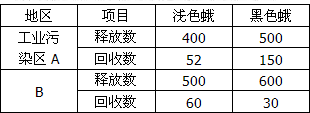 地区 项目 浅色蛾 黑色蛾
工业污 释放数 400 500
染区 A 回收数 52 150
B 释放数 500 600
回收数 60 30